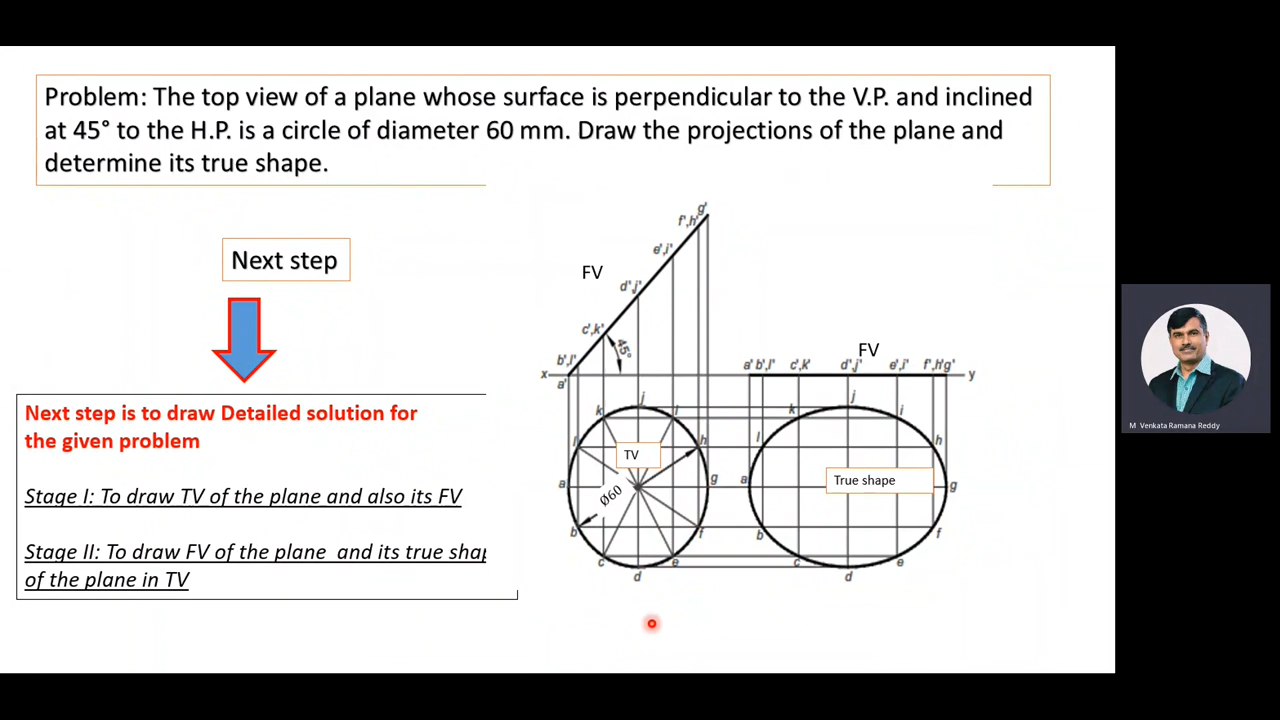 Problem: The top view of a plane whose surface is perpendicular to the V.P. and inclined
at 45° to the H.P. is a circle of diameter 60 mm. Draw the projections of the plane and
determine its true shape.
Next step
Next step is to draw Detailed solution for
the given problem
Stage I: To draw TV of the plane and also its FV
Stage II: To draw FV of the plane  and its true shap
of the plane in TV
g'
f',h'
e',i'
FV
d',j'
c',k'
45°
b',l'
x
a'
FV
a' b',l' c',k' d',j' e',i' f',h' g'
y
j
k
i
l
h
TV
a
g
Ø60
b
f
c
e
d
j
k
i
l
h
True shape
a
g
b
f
c
e
d
M Venkata Ramana Reddy